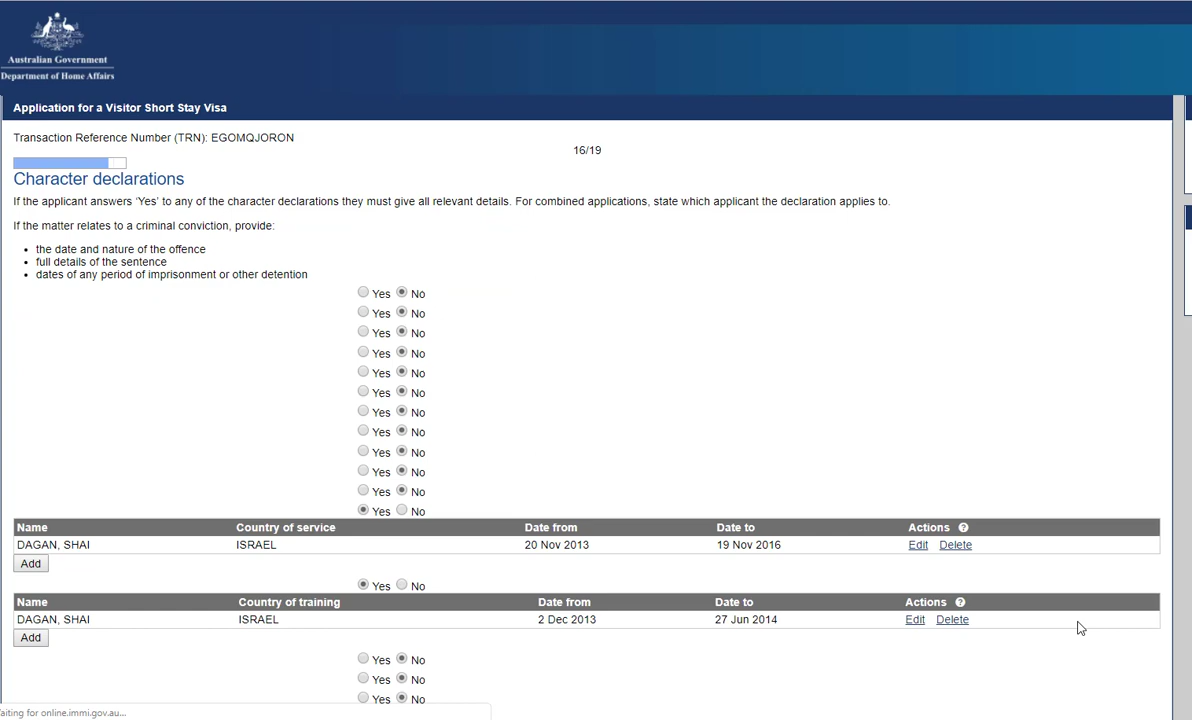 Australian Government
Department of Home Affairs
Application for a Visitor Short Stay Visa
Transaction Reference Number (TRN): EGOMQJORON
16/19
Character declarations
If the applicant answers ‘Yes’ to any of the character declarations they must give all relevant details. For combined applications, state which applicant the declaration applies to.
If the matter relates to a criminal conviction, provide:
• the date and nature of the offence
• full details of the sentence
• dates of any period of imprisonment or other detention
Yes No
Yes No
Yes No
Yes No
Yes No
Yes No
Yes No
Yes No
Yes No
Yes No
Yes No
Yes No
Name Country of service Date from Date to Actions ?
DAGAN, SHAI ISRAEL 20 Nov 2013 19 Nov 2016 Edit Delete
Add
Yes No
Name Country of training Date from Date to Actions ?
DAGAN, SHAI ISRAEL 2 Dec 2013 27 Jun 2014 Edit Delete
Add
Yes No
Yes No
Yes No
aiting for online.immi.gov.au...